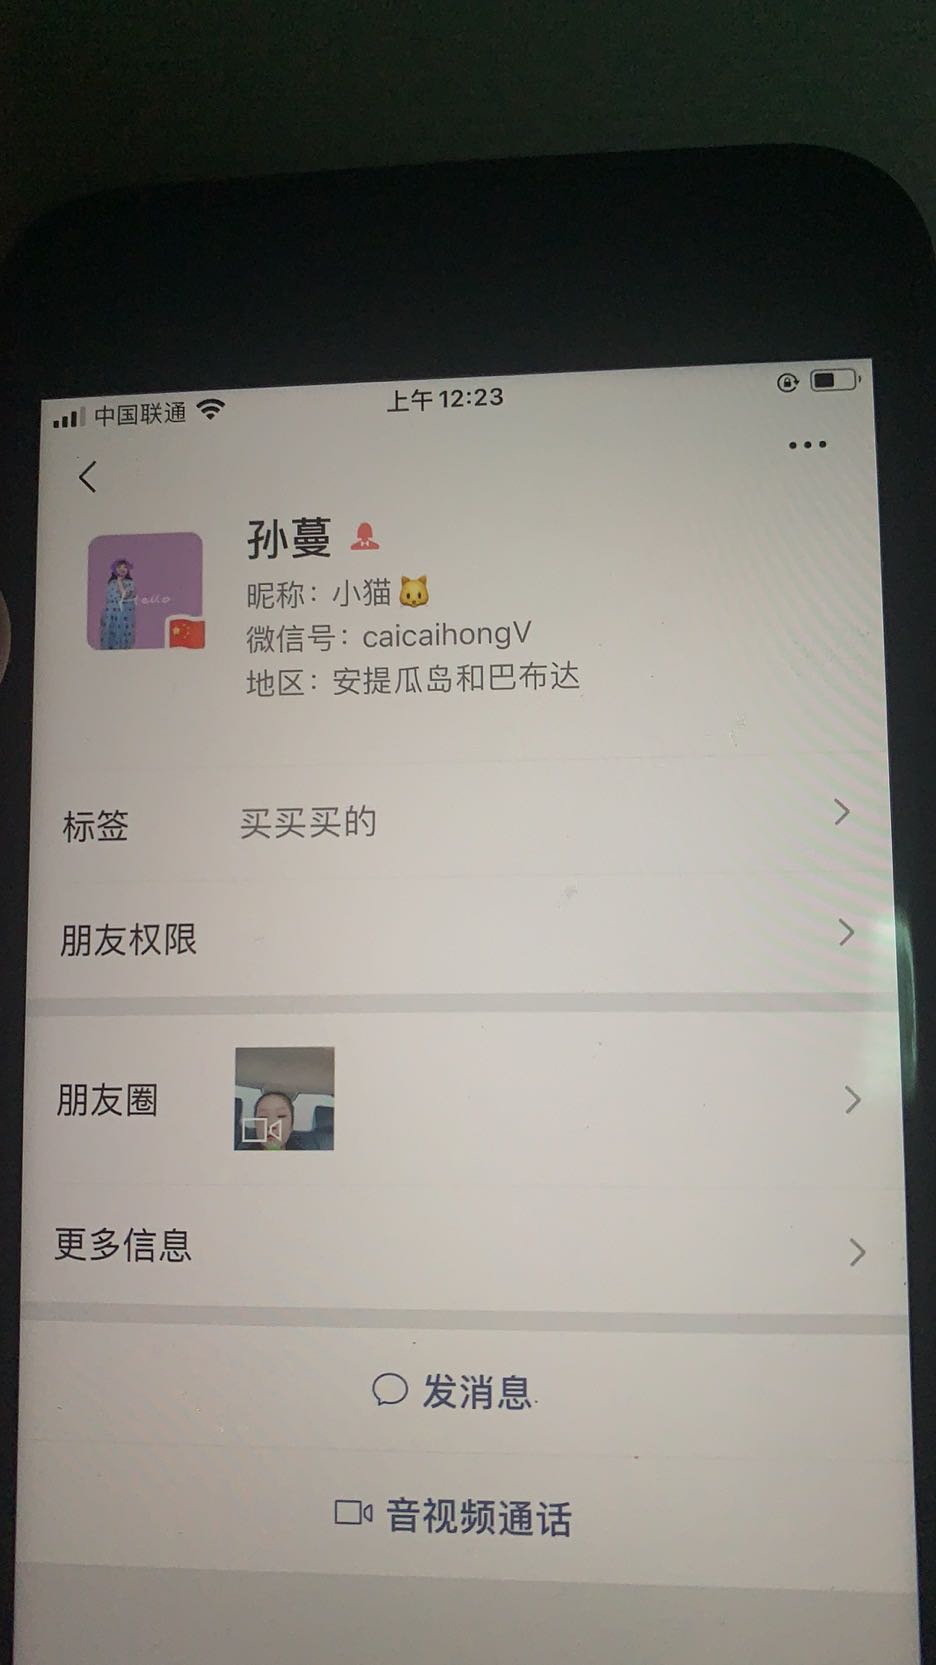 中国联通
上午12:23
孙蔓
昵称：小猫🐱
微信号：caicaihongV
地区：安提瓜岛和巴布达
Hello
标签 买买买的
朋友权限
朋友圈
更多信息
发消息
音视频通话